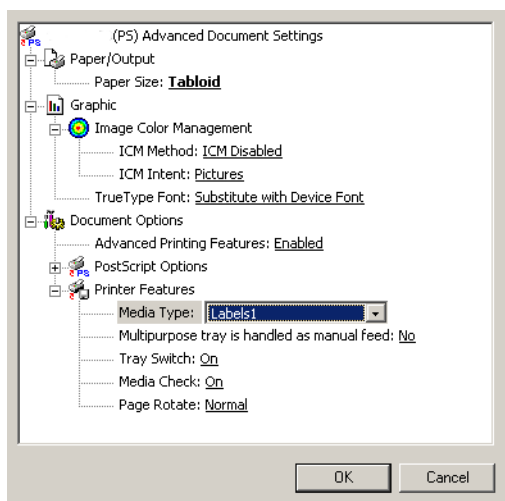 (PS) Advanced Document Settings
Paper/Output
Paper Size: Tabloid
Graphic
Image Color Management
ICM Method: ICM Disabled
ICM Intent: Pictures
TrueType Font: Substitute with Device Font
Document Options
Advanced Printing Features: Enabled
PostScript Options
Printer Features
Media Type: Labels1
Multipurpose tray is handled as manual feed: No
Tray Switch: On
Media Check: On
Page Rotate: Normal
OK Cancel